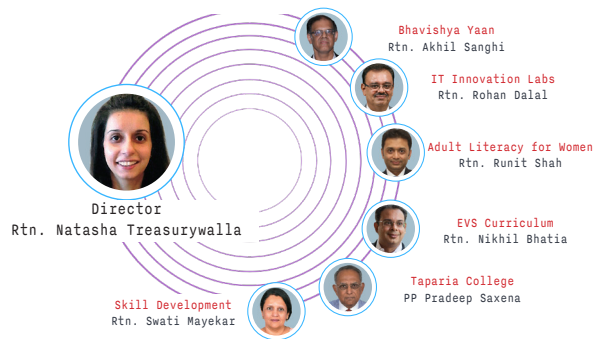 Bhavishya Yaan
Rtn. Akhil Sanghi
IT Innovation Labs
Rtn. Rohan Dalal
Adult Literacy for Women
Rtn. Runit Shah
Director
Rtn. Natasha Treasurywalla
EVS Curriculum
Rtn. Nikhil Bhatia
Taparia College
PP Pradeep Saxena
Skill Development
Rtn. Swati Mayekar